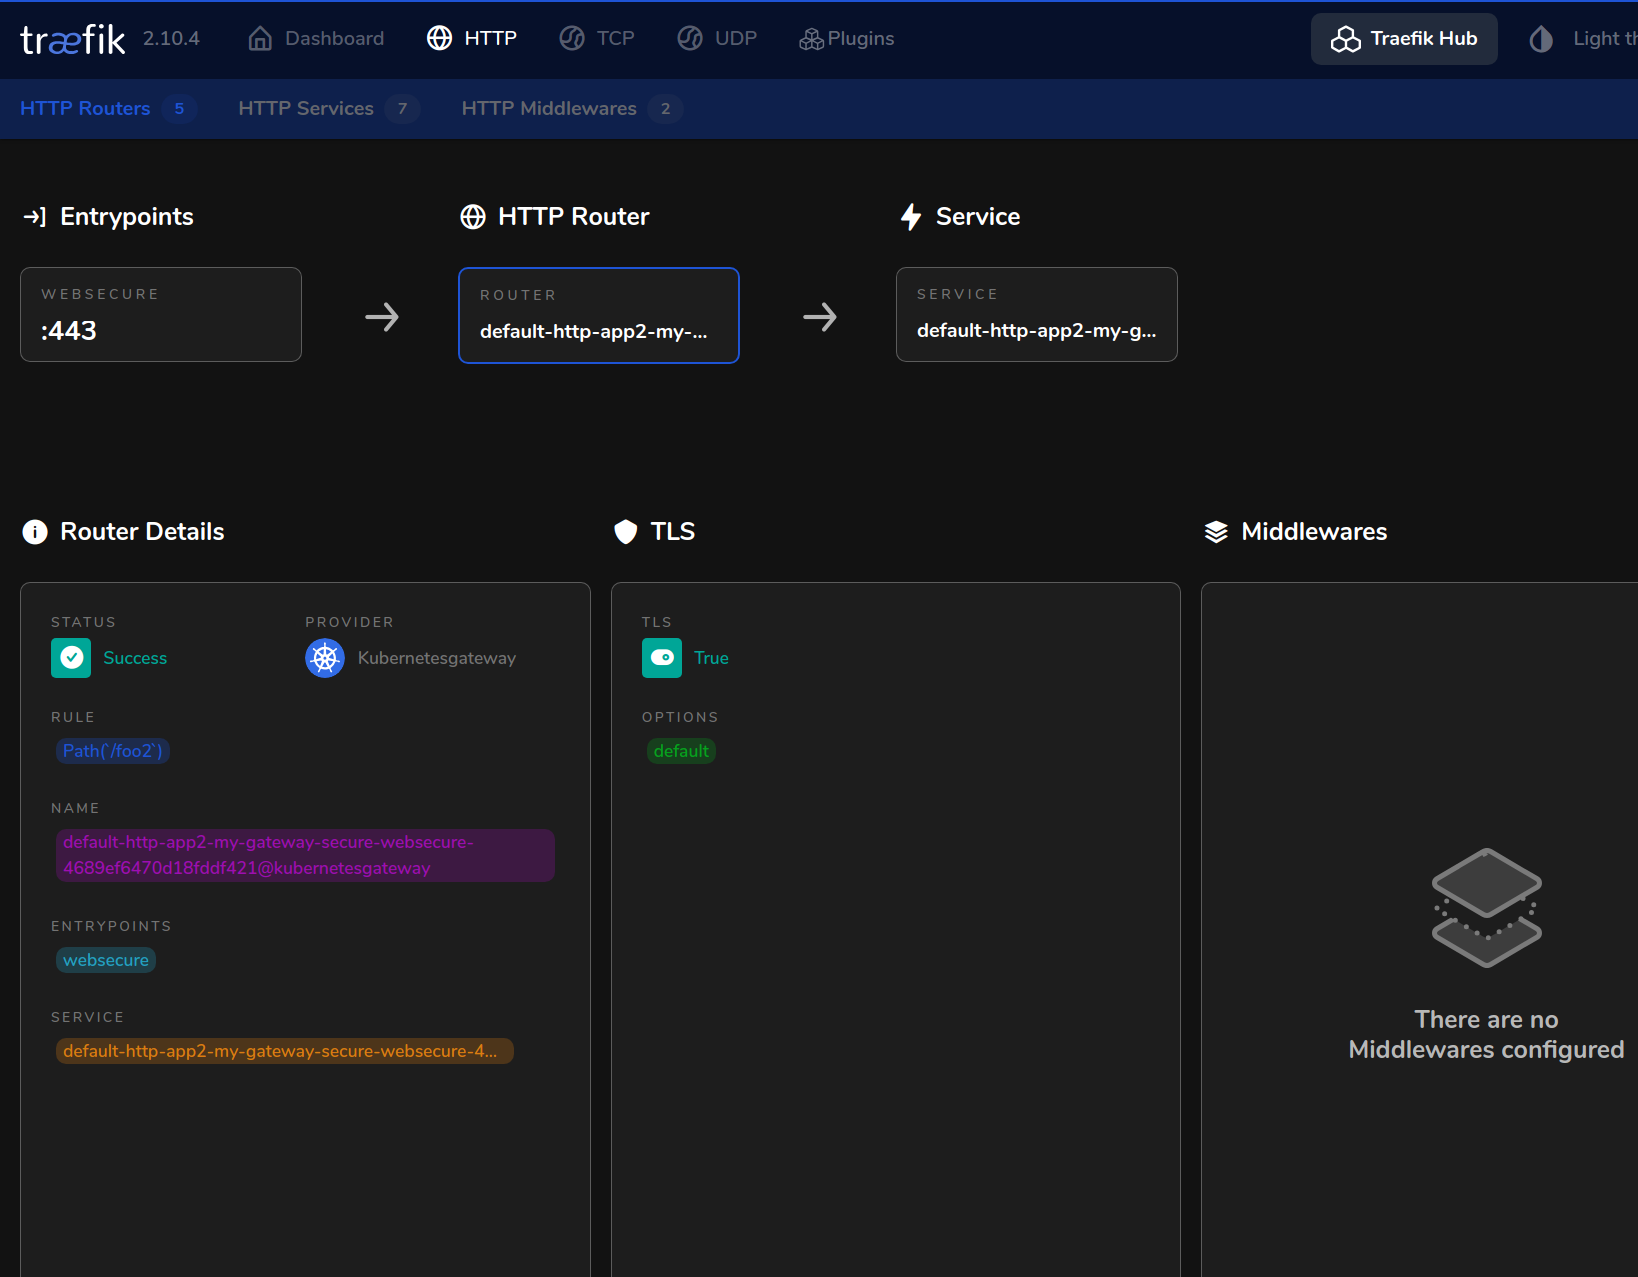 træfik 2.10.4 Dashboard HTTP TCP UDP Plugins Traefik Hub Light th
HTTP Routers 5 HTTP Services 7 HTTP Middlewares 2
Entrypoints HTTP Router Service
WEBSECURE ROUTER SERVICE
:443 default-http-app2-my-... default-http-app2-my-g...
Router Details TLS Middlewares
STATUS PROVIDER TLS
Success Kubernetesgateway True
RULE OPTIONS
Path(`/foo2`) default
NAME
default-http-app2-my-gateway-secure-websecure-
4689ef6470d18fddf421@kubernetesgateway
ENTRYPOINTS
websecure
SERVICE
default-http-app2-my-gateway-secure-websecure-4...
There are no
Middlewares configured